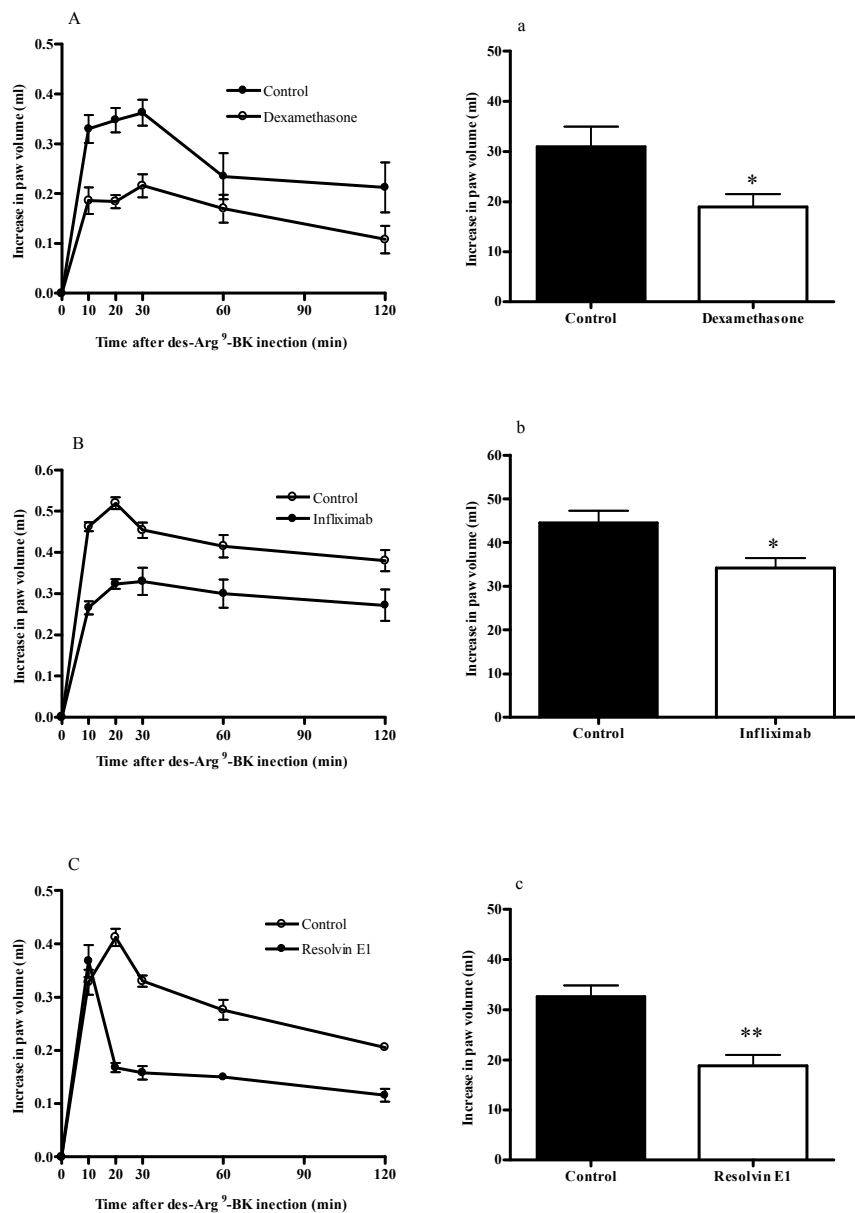 A
Increase in paw volume (ml)
0.5
0.4
0.3
0.2
0.1
0.0
Control
Dexamethasone
0 10 20 30 60 90 120
Time after des-Arg 9-BK inection (min)
a
Increase in paw volume (ml)
50
40
30
20
10
0
*
Control Dexamethasone
B
Increase in paw volume (ml)
0.6
0.5
0.4
0.3
0.2
0.1
0.0
Control
Infliximab
0 10 20 30 60 90 120
Time after des-Arg 9-BK inection (min)
b
Increase in paw volume (ml)
60
50
40
30
20
10
0
*
Control Infliximab
C
Increase in paw volume (ml)
0.5
0.4
0.3
0.2
0.1
0.0
Control
Resolvin E1
0 10 20 30 60 90 120
Time after des-Arg 9-BK inection (min)
c
Increase in paw volume (ml)
50
40
30
20
10
0
**
Control Resolvin E1